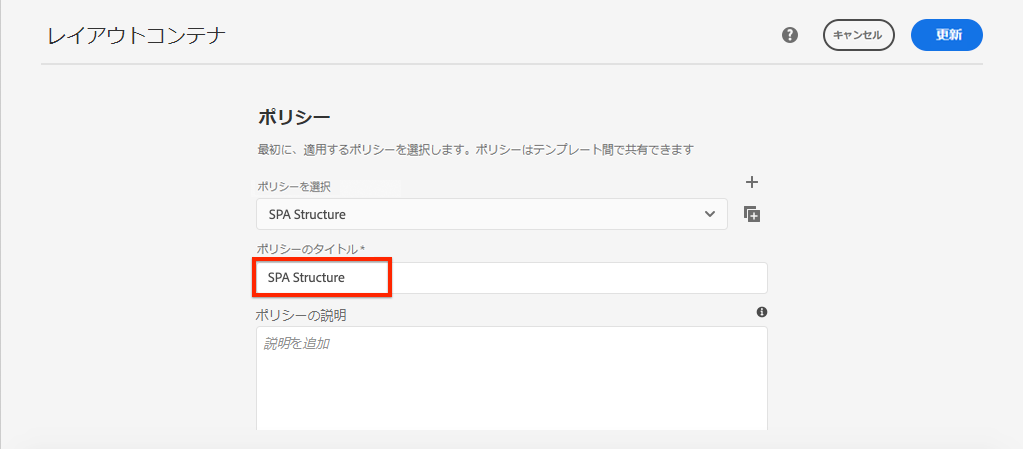 レイアウトコンテナ
キャンセル
更新
ポリシー
最初に、適用するポリシーを選択します。ポリシーはテンプレート間で共有できます
ポリシーを選択
SPA Structure
ポリシーのタイトル*
SPA Structure
ポリシーの説明
説明を追加